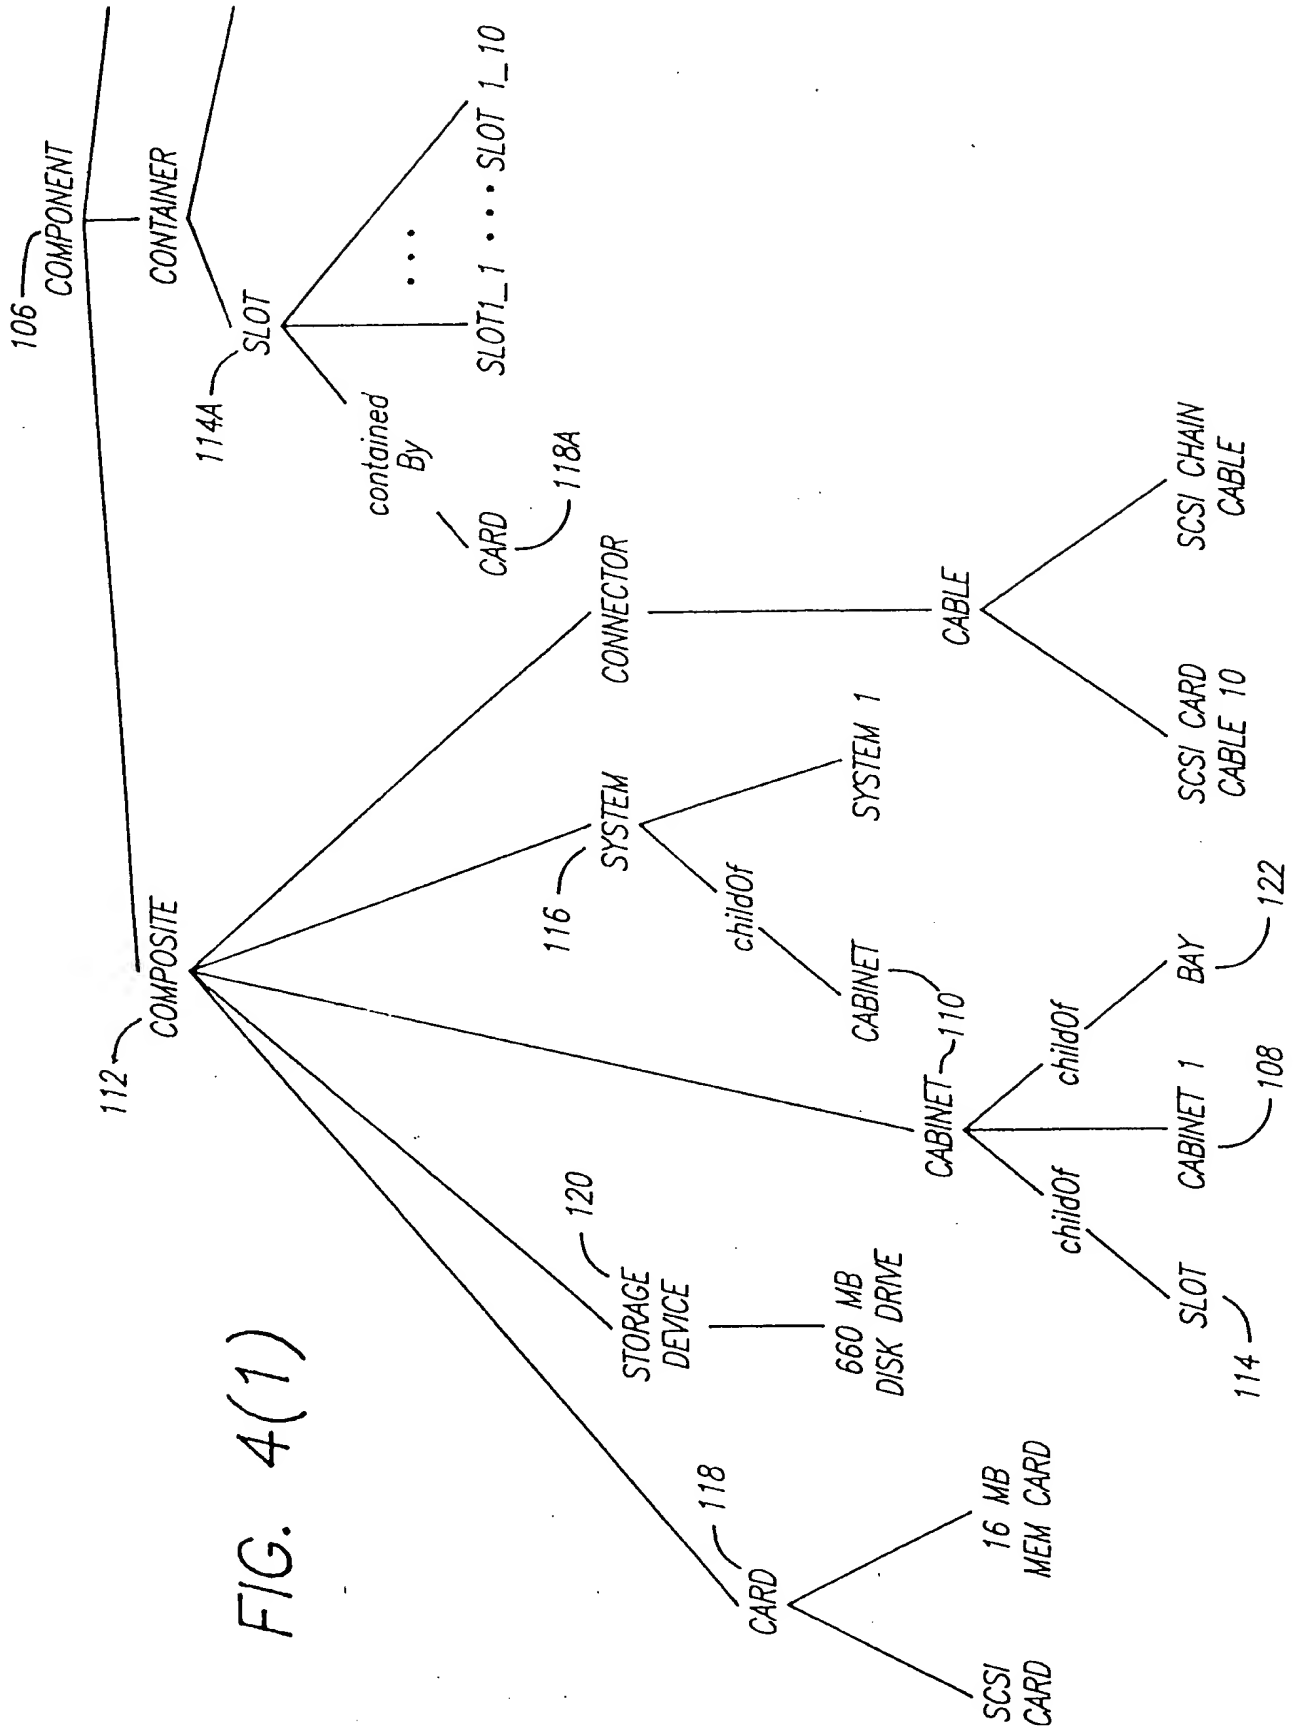 FIG. 4(1)
106
COMPONENT
112
COMPOSITE
CONTAINER
114A
SLOT
contained
By
SLOT1_1 .... SLOT 1_10
...
CARD
118A
120
STORAGE
DEVICE
116
SYSTEM
CONNECTOR
118
CARD
660 MB
DISK DRIVE
childOf
SYSTEM 1
CABINET
110
CABINET
CABLE
SCSI
CARD
16 MB
MEM CARD
childOf
childOf
SLOT
114
CABINET 1
108
BAY
122
SCSI CARD
CABLE 10
SCSI CHAIN
CABLE